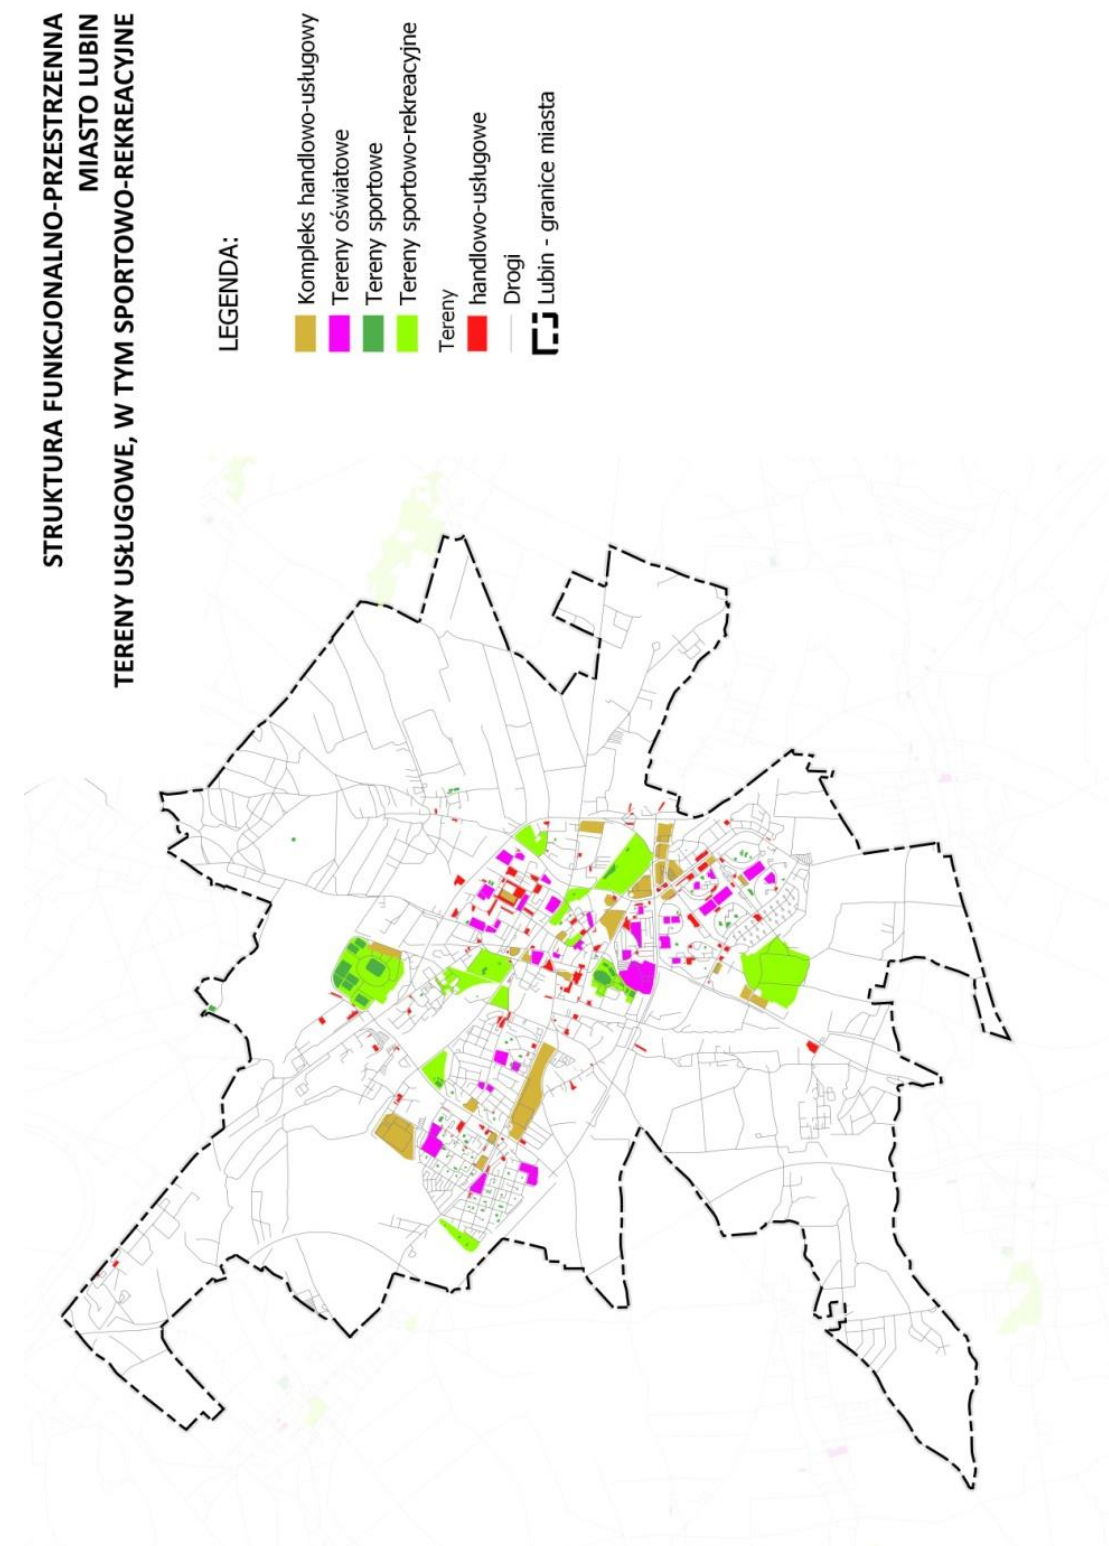 STRUKTURA FUNKCJONALNO-PRZESTRZENNA
MIASTO LUBIN
TERENY USŁUGOWE, W TYM SPORTOWO-REKREACYJNE
LEGENDA:
Kompleks handlowo-usługowy
Tereny oświatowe
Tereny sportowe
Tereny sportowo-rekreacyjne
Tereny
handlowo-usługowe
Drogi
Lubin - granice miasta